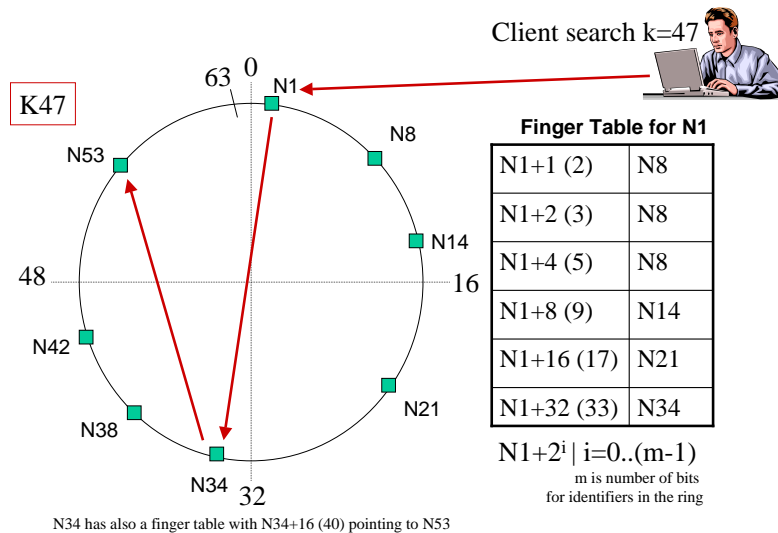 Client search k=47
0
63
N1
K47
N53
N8
Finger Table for N1
N1+1 (2) N8
N1+2 (3) N8
N1+4 (5) N8
N1+8 (9) N14
N1+16 (17) N21
N1+32 (33) N34
N14
48
16
N42
N21
N38
N34
32
N1+2ⁱ | i=0..(m-1)
m is number of bits
for identifiers in the ring
N34 has also a finger table with N34+16 (40) pointing to N53